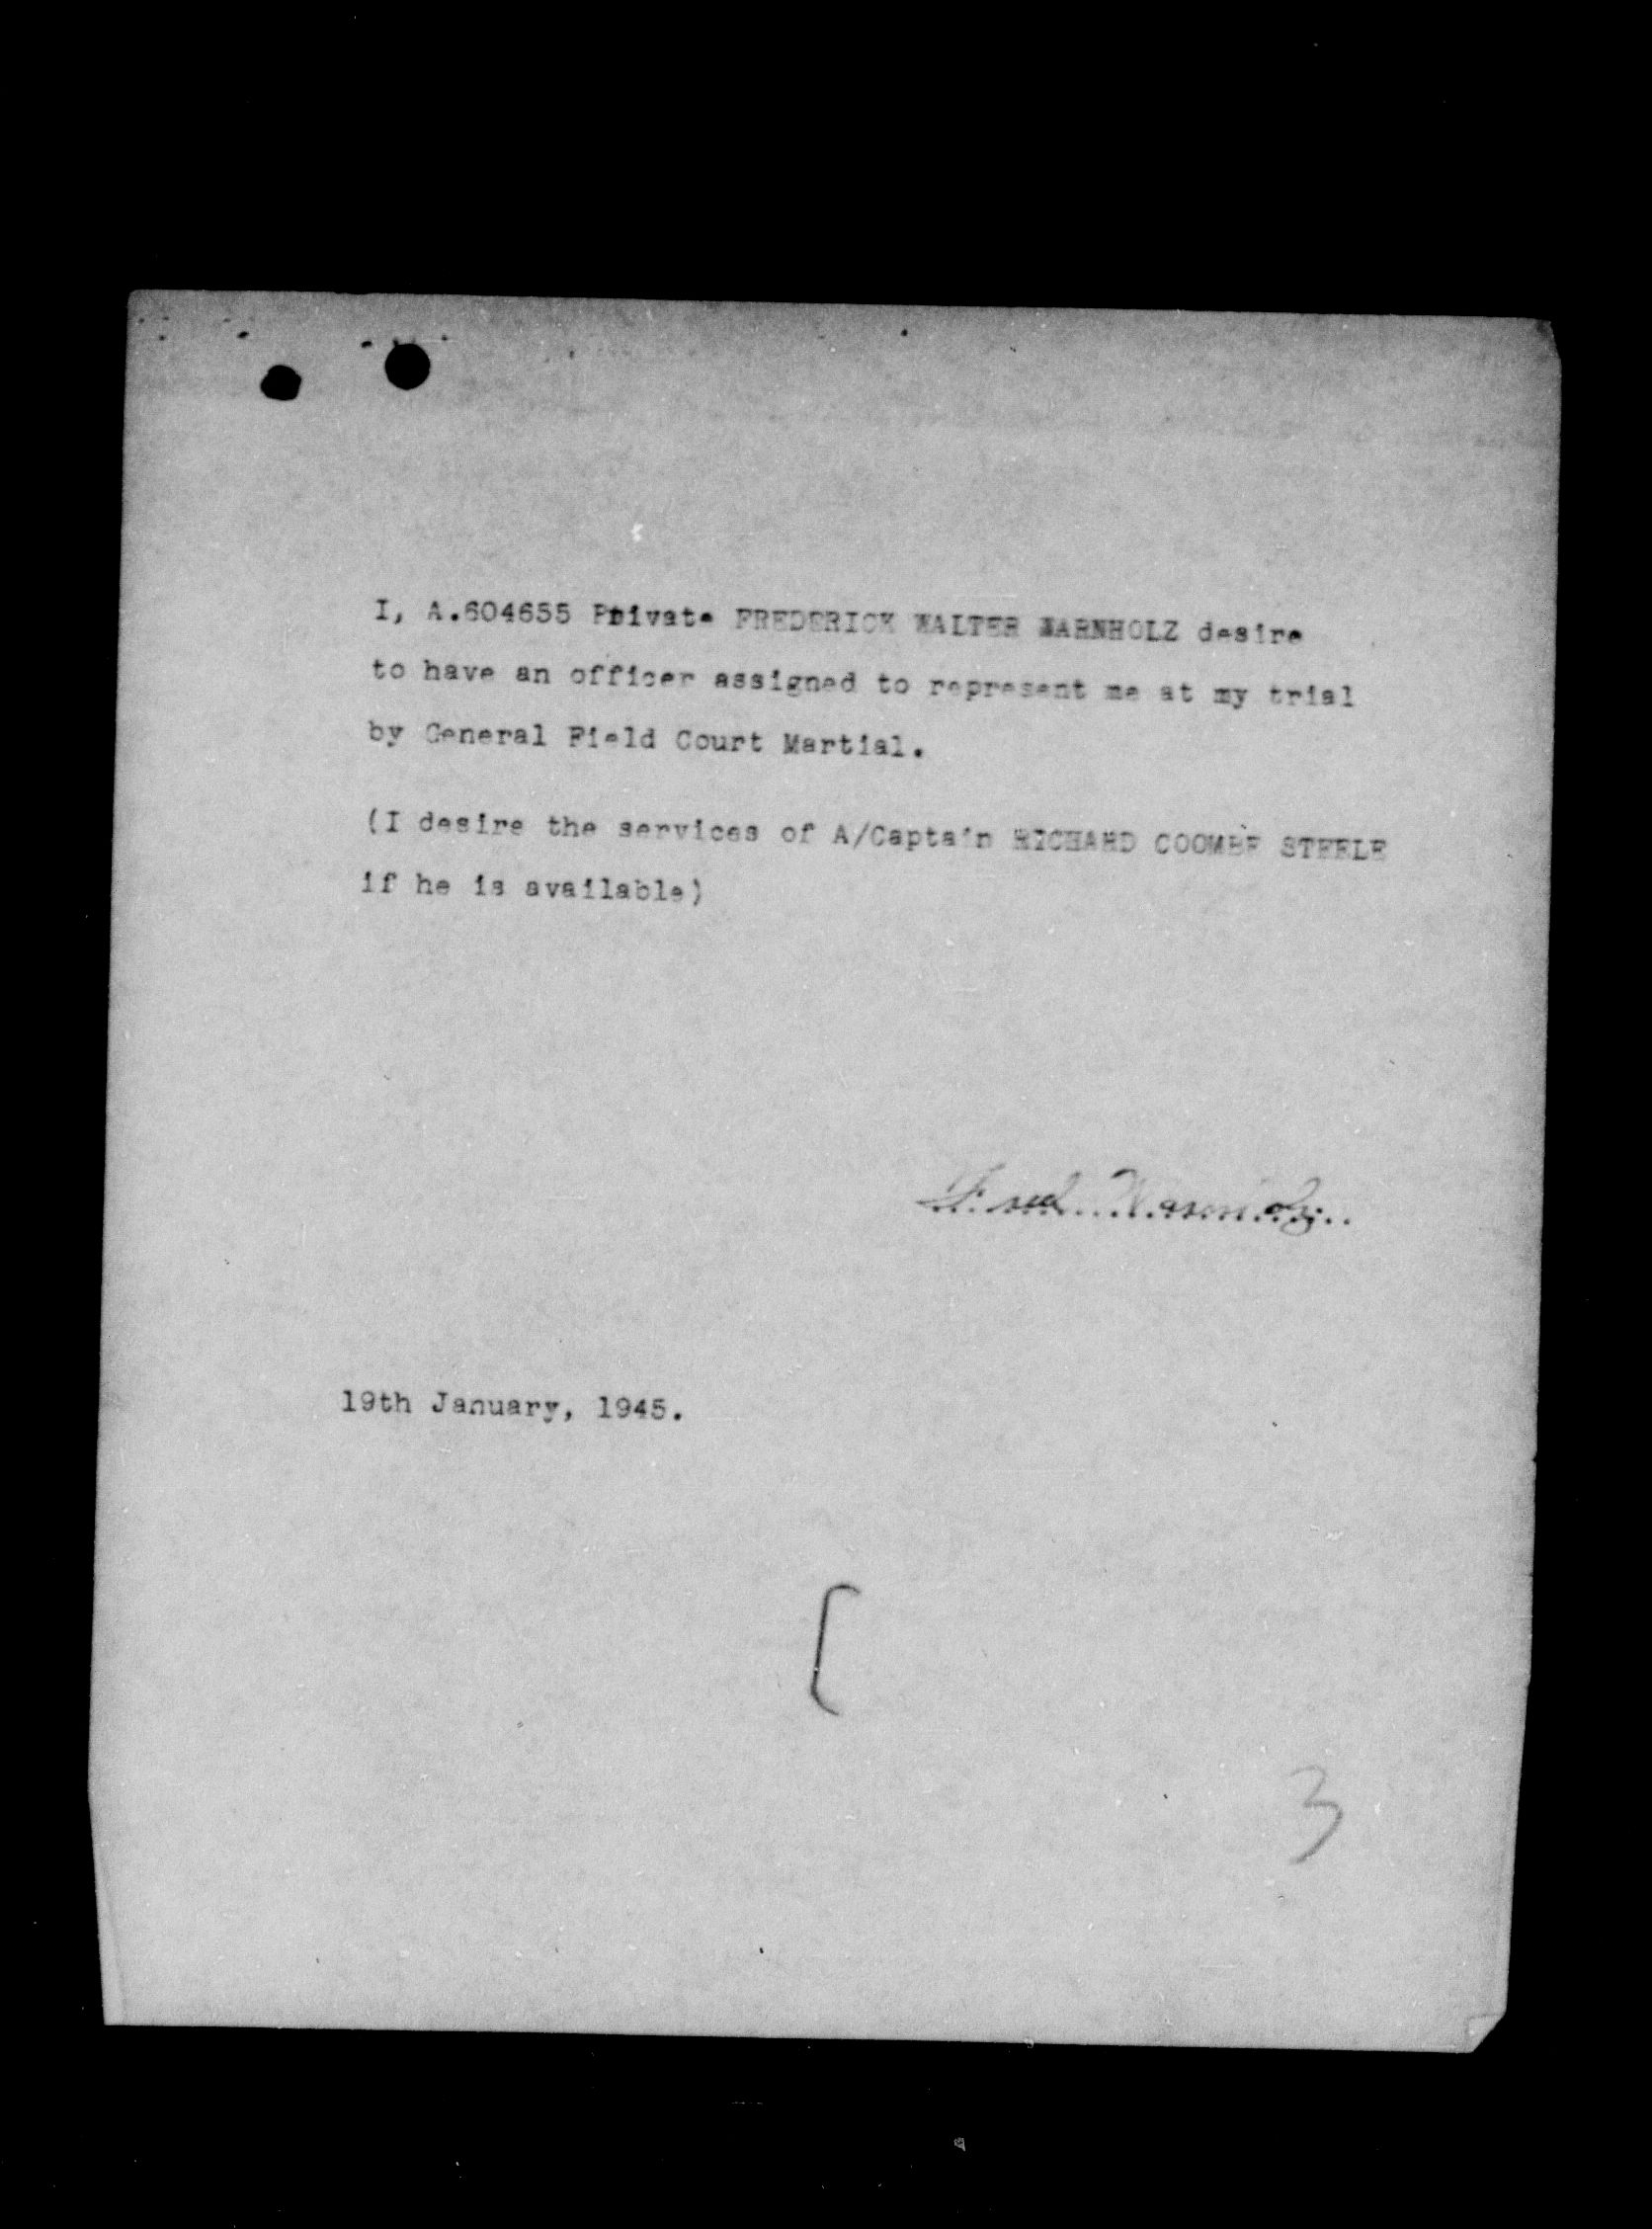 I, A.604655 Private FREDERICK WALTER WARNHOLZ desire
to have an officer assigned to represent me at my trial
by General Field Court Martial.
(I desire the services of A/Captain RICHARD COOMBE STEELE
if he is available)
Fred. Warnholz
19th January, 1945.
[
3